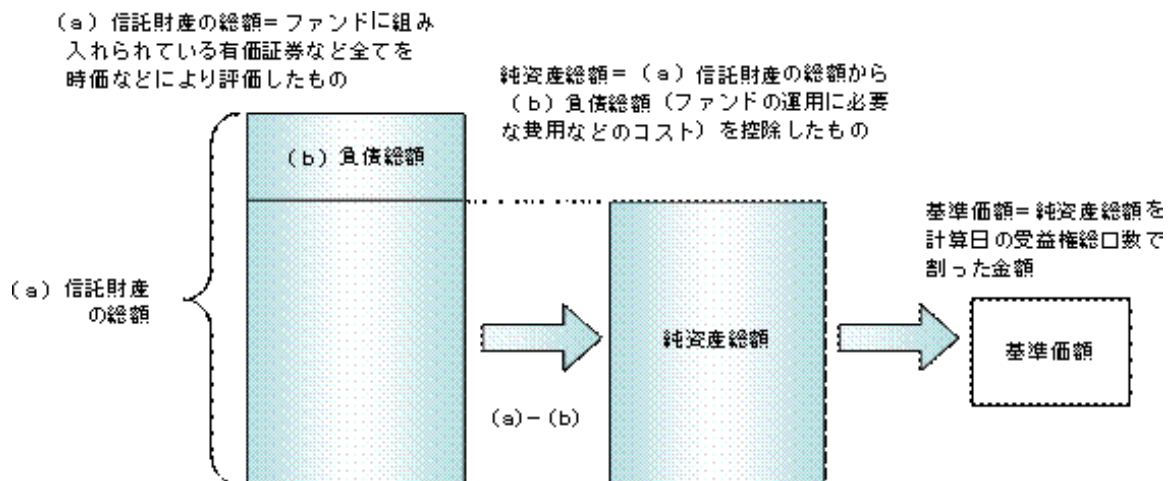 (a)信託財産の総額=ファンドに組み
入れられている有価証券など全てを
時価などにより評価したもの
純資産総額=(a)信託財産の総額から
(b)負債総額(ファンドの運用に必要
な費用などのコスト)を控除したもの
(b)負債総額
基準価額=純資産総額を
計算日の受益権総口数で
割った金額
(a)信託財産
の総額
純資産総額
基準価額
(a)-(b)